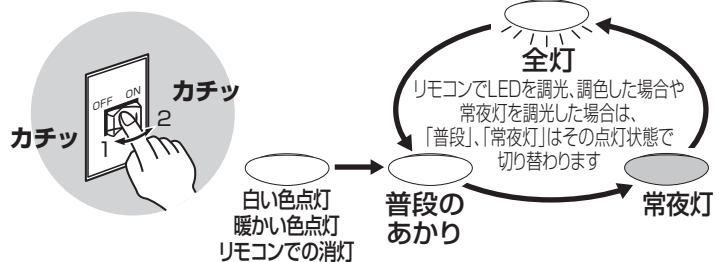 カチッ
OFF ON
カチッ
1 2
全灯
リモコンでLEDを調光、調色した場合や
常夜灯を調光した場合は、
「普段」、「常夜灯」はその点灯状態で
切り替わります
白い色点灯
暖かい色点灯
リモコンでの消灯
普段の
あかり
常夜灯